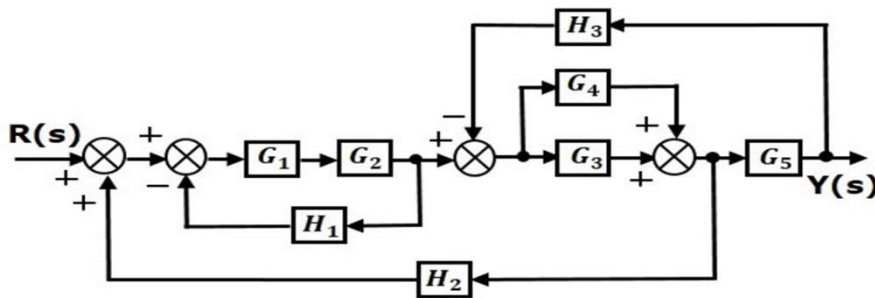 H₃
−
G₄
R(s)
+
+
+
+
−
G₁
G₂
+
G₃
+
+
G₅
Y(s)
H₁
H₂